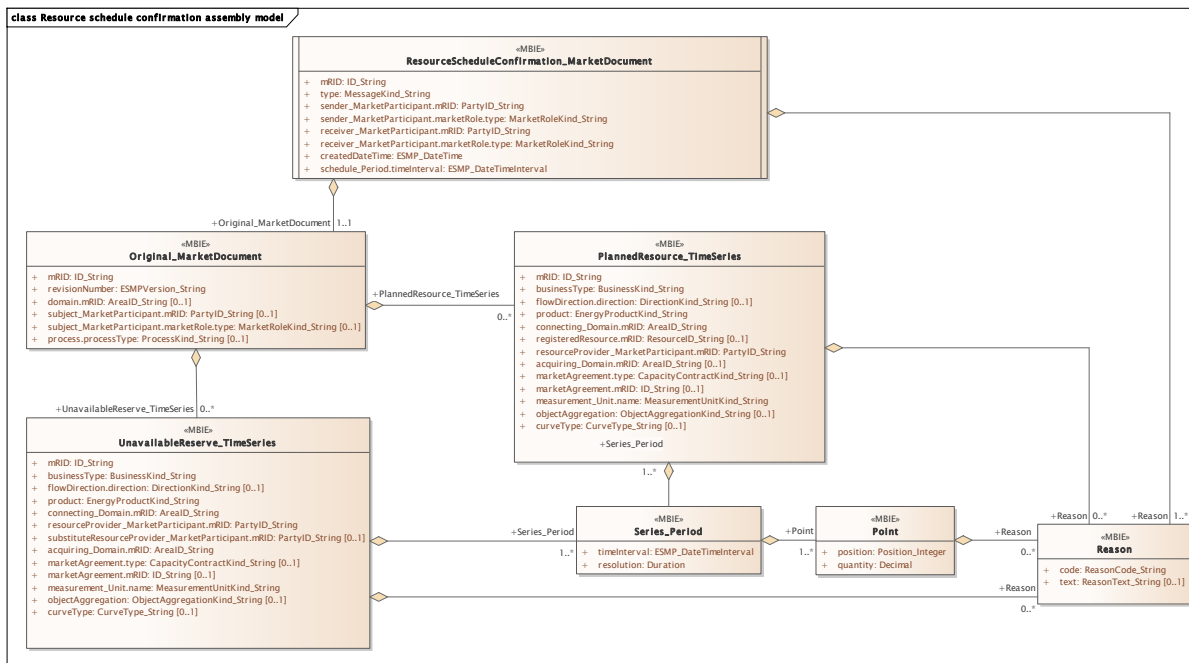 class Resource schedule confirmation assembly model
«MBIE»
ResourceScheduleConfirmation_MarketDocument
+ mRID: ID_String
+ type: MessageKind_String
+ sender_MarketParticipant.mRID: PartyID_String
+ sender_MarketParticipant.marketRole.type: MarketRoleKind_String
+ receiver_MarketParticipant.mRID: PartyID_String
+ receiver_MarketParticipant.marketRole.type: MarketRoleKind_String
+ createdDateTime: ESMP_DateTime
+ schedule_Period.timeInterval: ESMP_DateTimeInterval
+Original_MarketDocument 1..1
«MBIE»
Original_MarketDocument
+ mRID: ID_String
+ revisionNumber: ESMPVersion_String
+ domain.mRID: AreaID_String [0..1]
+ subject_MarketParticipant.mRID: PartyID_String [0..1]
+ subject_MarketParticipant.marketRole.type: MarketRoleKind_String [0..1]
+ process.processType: ProcessKind_String [0..1]
+PlannedResource_TimeSeries
0..*
«MBIE»
PlannedResource_TimeSeries
+ mRID: ID_String
+ businessType: BusinessKind_String
+ flowDirection.direction: DirectionKind_String [0..1]
+ product: EnergyProductKind_String
+ connecting_Domain.mRID: AreaID_String
+ registeredResource.mRID: ResourceID_String [0..1]
+ resourceProvider_MarketParticipant.mRID: PartyID_String
+ acquiring_Domain.mRID: AreaID_String [0..1]
+ marketAgreement.type: CapacityContractKind_String [0..1]
+ marketAgreement.mRID: ID_String [0..1]
+ measurement_Unit.name: MeasurementUnitKind_String
+ objectAggregation: ObjectAggregationKind_String [0..1]
+ curveType: CurveType_String [0..1]
+Series_Period
1..*
+UnavailableReserve_TimeSeries 0..*
«MBIE»
UnavailableReserve_TimeSeries
+ mRID: ID_String
+ businessType: BusinessKind_String
+ flowDirection.direction: DirectionKind_String [0..1]
+ product: EnergyProductKind_String
+ connecting_Domain.mRID: AreaID_String
+ resourceProvider_MarketParticipant.mRID: PartyID_String
+ substituteResourceProvider_MarketParticipant.mRID: PartyID_String [0..1]
+ acquiring_Domain.mRID: AreaID_String
+ marketAgreement.type: CapacityContractKind_String [0..1]
+ marketAgreement.mRID: ID_String [0..1]
+ measurement_Unit.name: MeasurementUnitKind_String
+ objectAggregation: ObjectAggregationKind_String [0..1]
+ curveType: CurveType_String [0..1]
+Series_Period
1..*
«MBIE»
Series_Period
+ timeInterval: ESMP_DateTimeInterval
+ resolution: Duration
+Point
1..*
«MBIE»
Point
+ position: Position_Integer
+ quantity: Decimal
+Reason
0..*
+Reason 0..*
+Reason 1..*
«MBIE»
Reason
+ code: ReasonCode_String
+ text: ReasonText_String [0..1]
+Reason
0..*